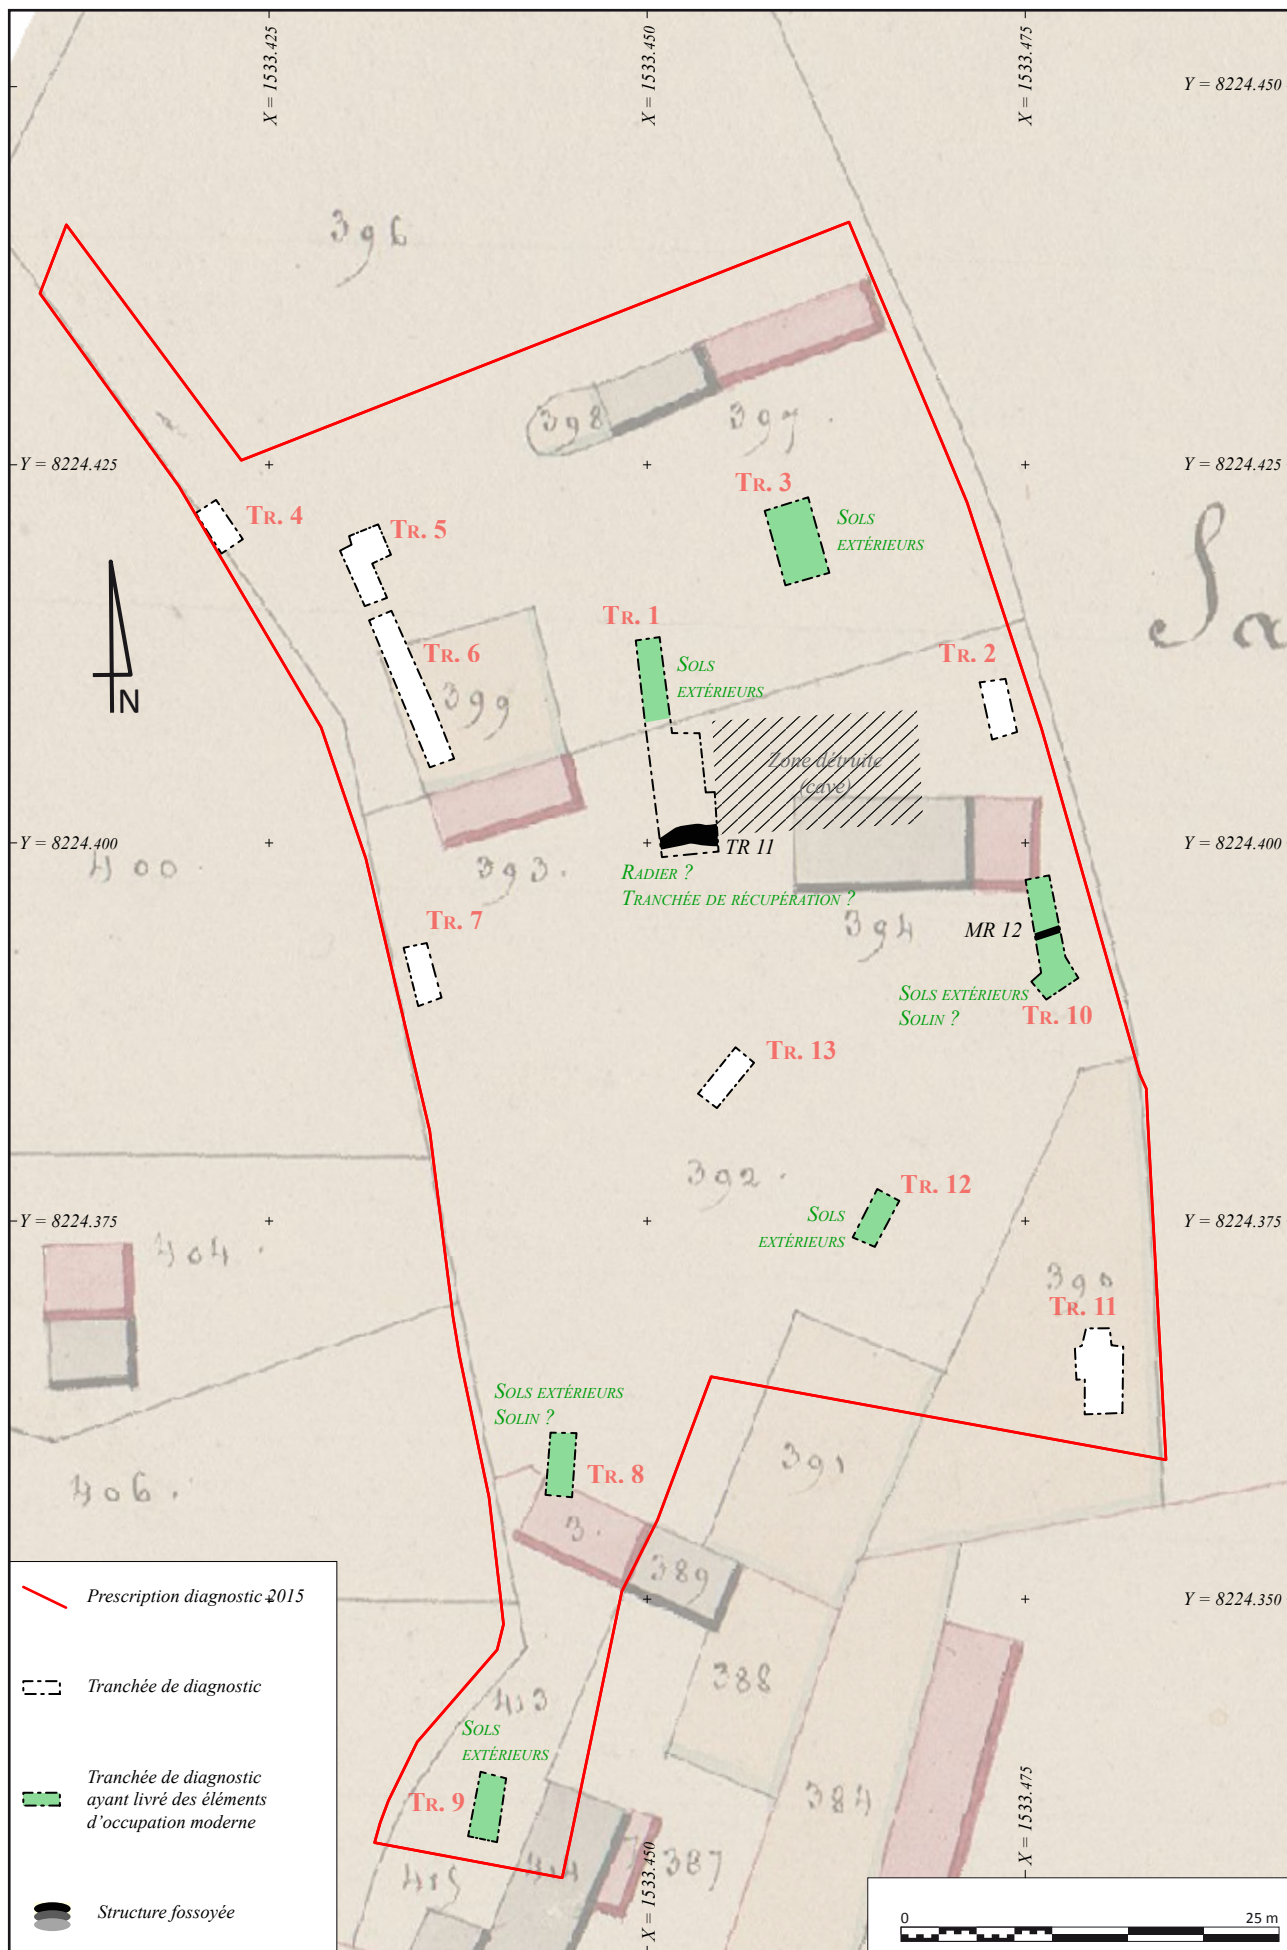 X = 1533.425
X = 1533.450
X = 1533.475
Y = 8224.450
396
398
397.
Y = 8224.425
Y = 8224.425
Tr. 3
Sols
extérieurs
Tr. 4
Tr. 5
Sa
N
Tr. 1
Sols
extérieurs
Tr. 2
Tr. 6
399
Zone détruite
(cave)
Y = 8224.400
Y = 8224.400
TR 11
400.
393.
Radier ?
Tranchée de récupération ?
394
MR 12
Tr. 7
Sols extérieurs
Solin ?
Tr. 10
Tr. 13
392.
Tr. 12
Sols
extérieurs
Y = 8224.375
Y = 8224.375
404.
390
Tr. 11
Sols extérieurs
Solin ?
Tr. 8
391
406.
3.
389
Y = 8224.350
388
413
Sols
extérieurs
Tr. 9
384
387
415
414
X = 1533.450
X = 1533.475
Prescription diagnostic 2015
Tranchée de diagnostic
Tranchée de diagnostic
ayant livré des éléments
d'occupation moderne
Structure fossoyée
0
25 m